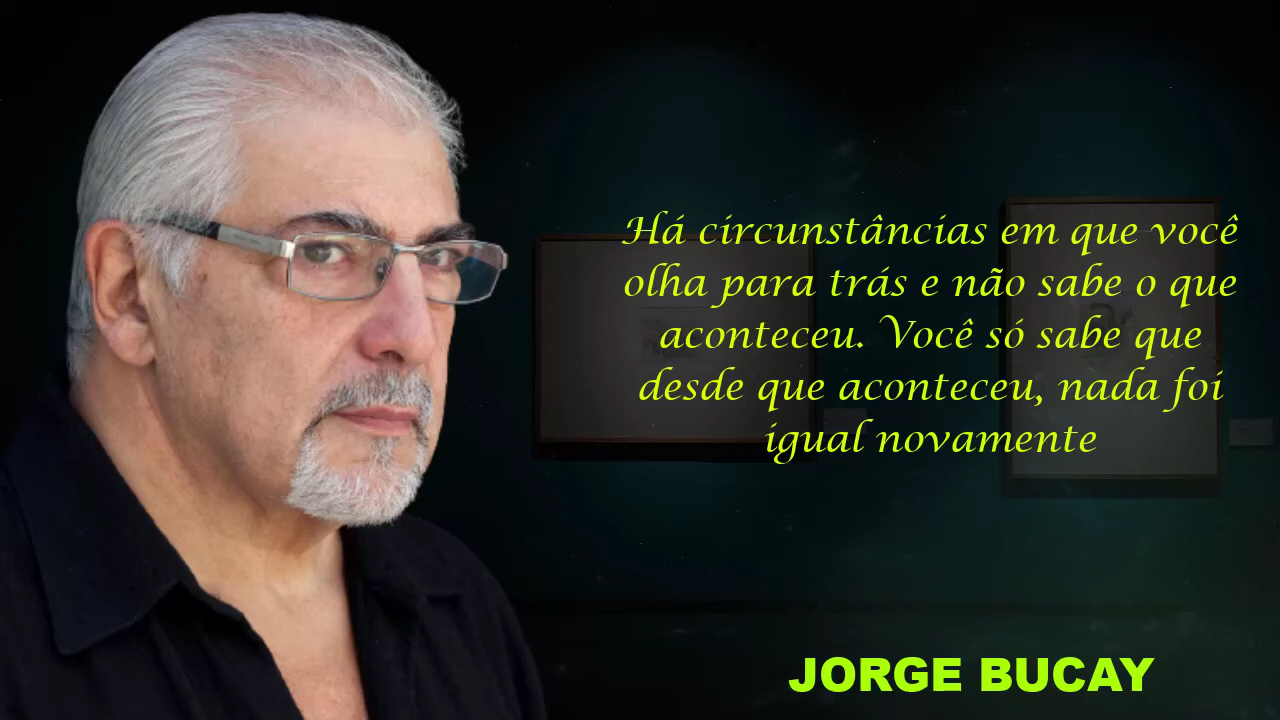 Há circunstâncias em que você
olha para trás e não sabe o que
aconteceu. Você só sabe que
desde que aconteceu, nada foi
igual novamente
JORGE BUCAY